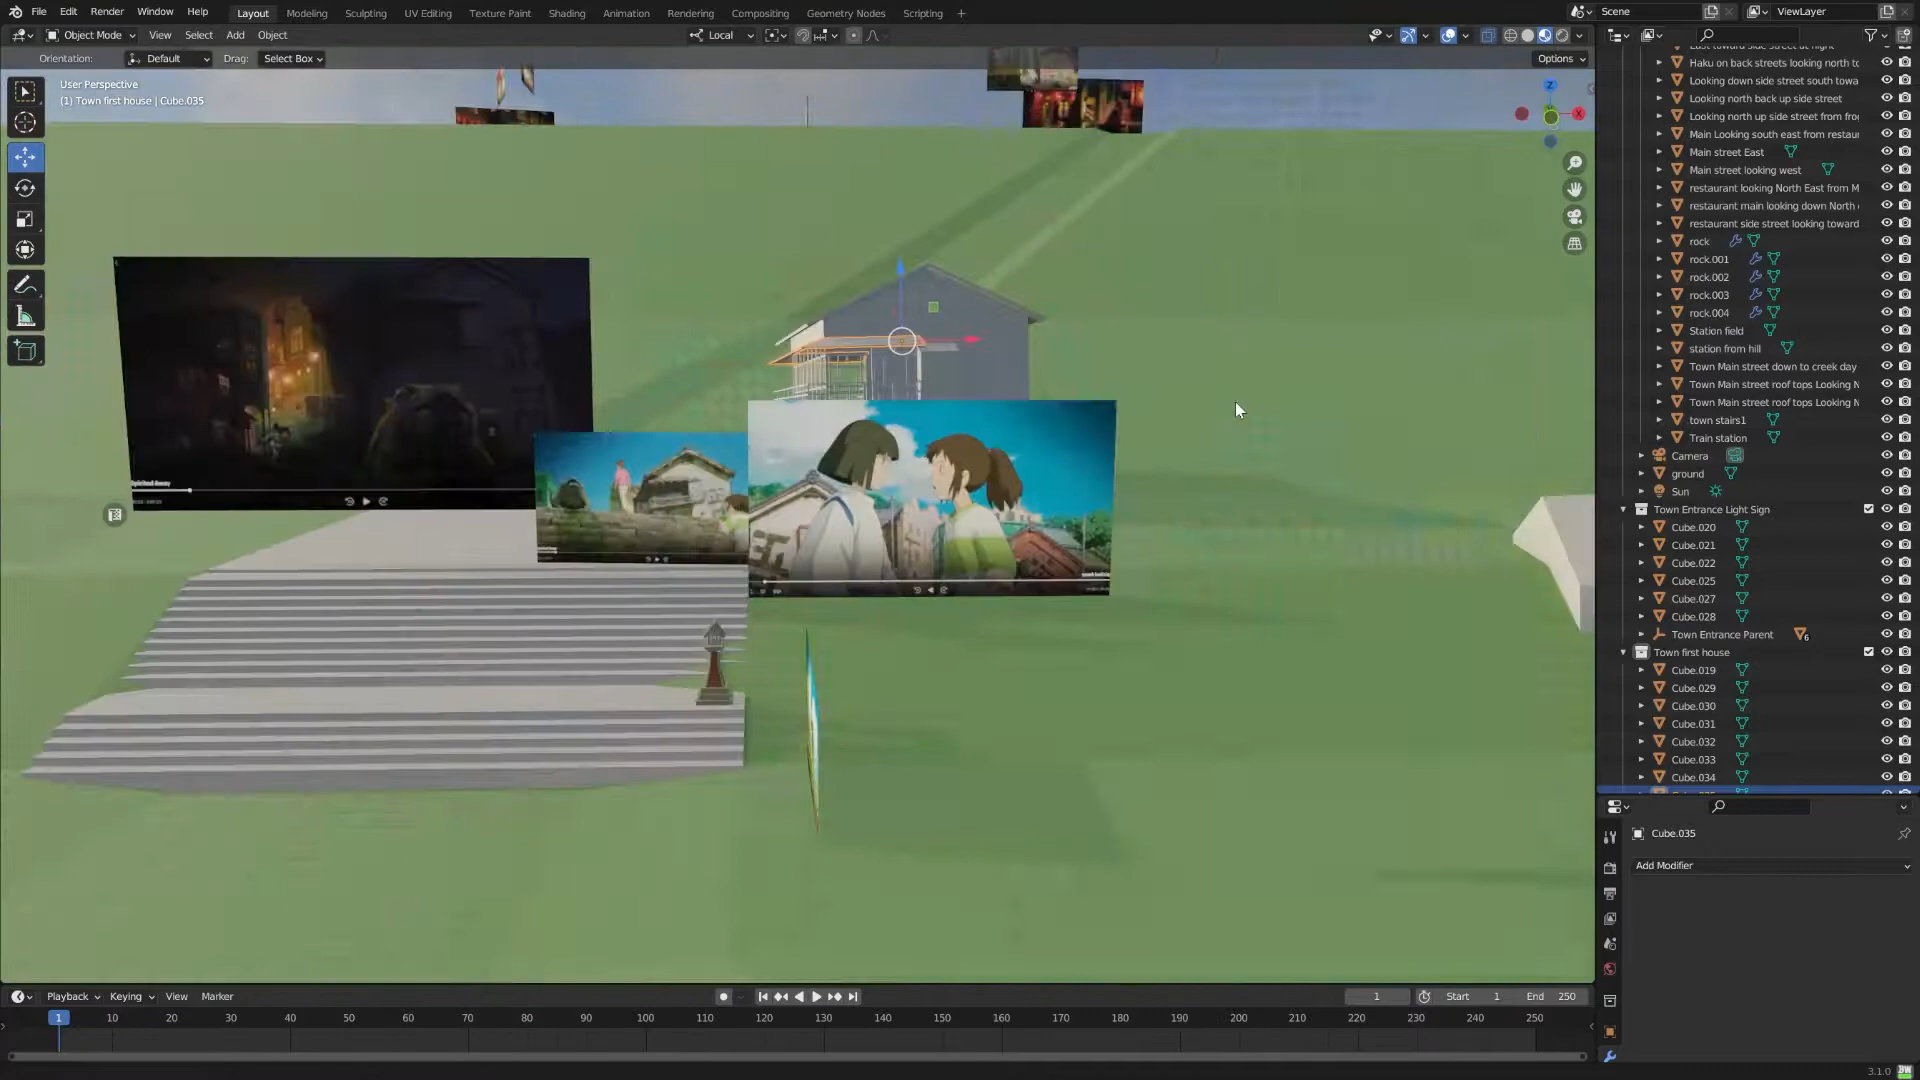 File Edit Render Window Help Layout Modeling Sculpting UV Editing Texture Paint Shading Animation Rendering Compositing Geometry Nodes Scripting + Scene ViewLayer
Object Mode View Select Add Object Local
Orientation: Default Drag: Select Box Options
User Perspective
(1) Town first house | Cube.035
Z
X
Haku on back streets looking north to
Looking down side street south towa
Looking north back up side street
Looking north up side street from fro
Main Looking south east from restau
Main street East
Main street looking west
restaurant looking North East from M
restaurant main looking down North
restaurant side street looking toward
rock
rock.001
rock.002
rock.003
rock.004
Station field
station from hill
Town Main street down to creek day
Town Main street roof tops Looking N
Town Main street roof tops Looking N
town stairs1
Train station
Camera
ground
Sun
Town Entrance Light Sign
Cube.020
Cube.021
Cube.022
Cube.025
Cube.027
Cube.028
Town Entrance Parent 6
Town first house
Cube.019
Cube.029
Cube.030
Cube.031
Cube.032
Cube.033
Cube.034
Cube.035
Add Modifier
Spirited Away
Playback Keying View Marker 1 Start 1 End 250
1 10 20 30 40 50 60 70 80 90 100 110 120 130 140 150 160 170 180 190 200 210 220 230 240 250
3.1.0